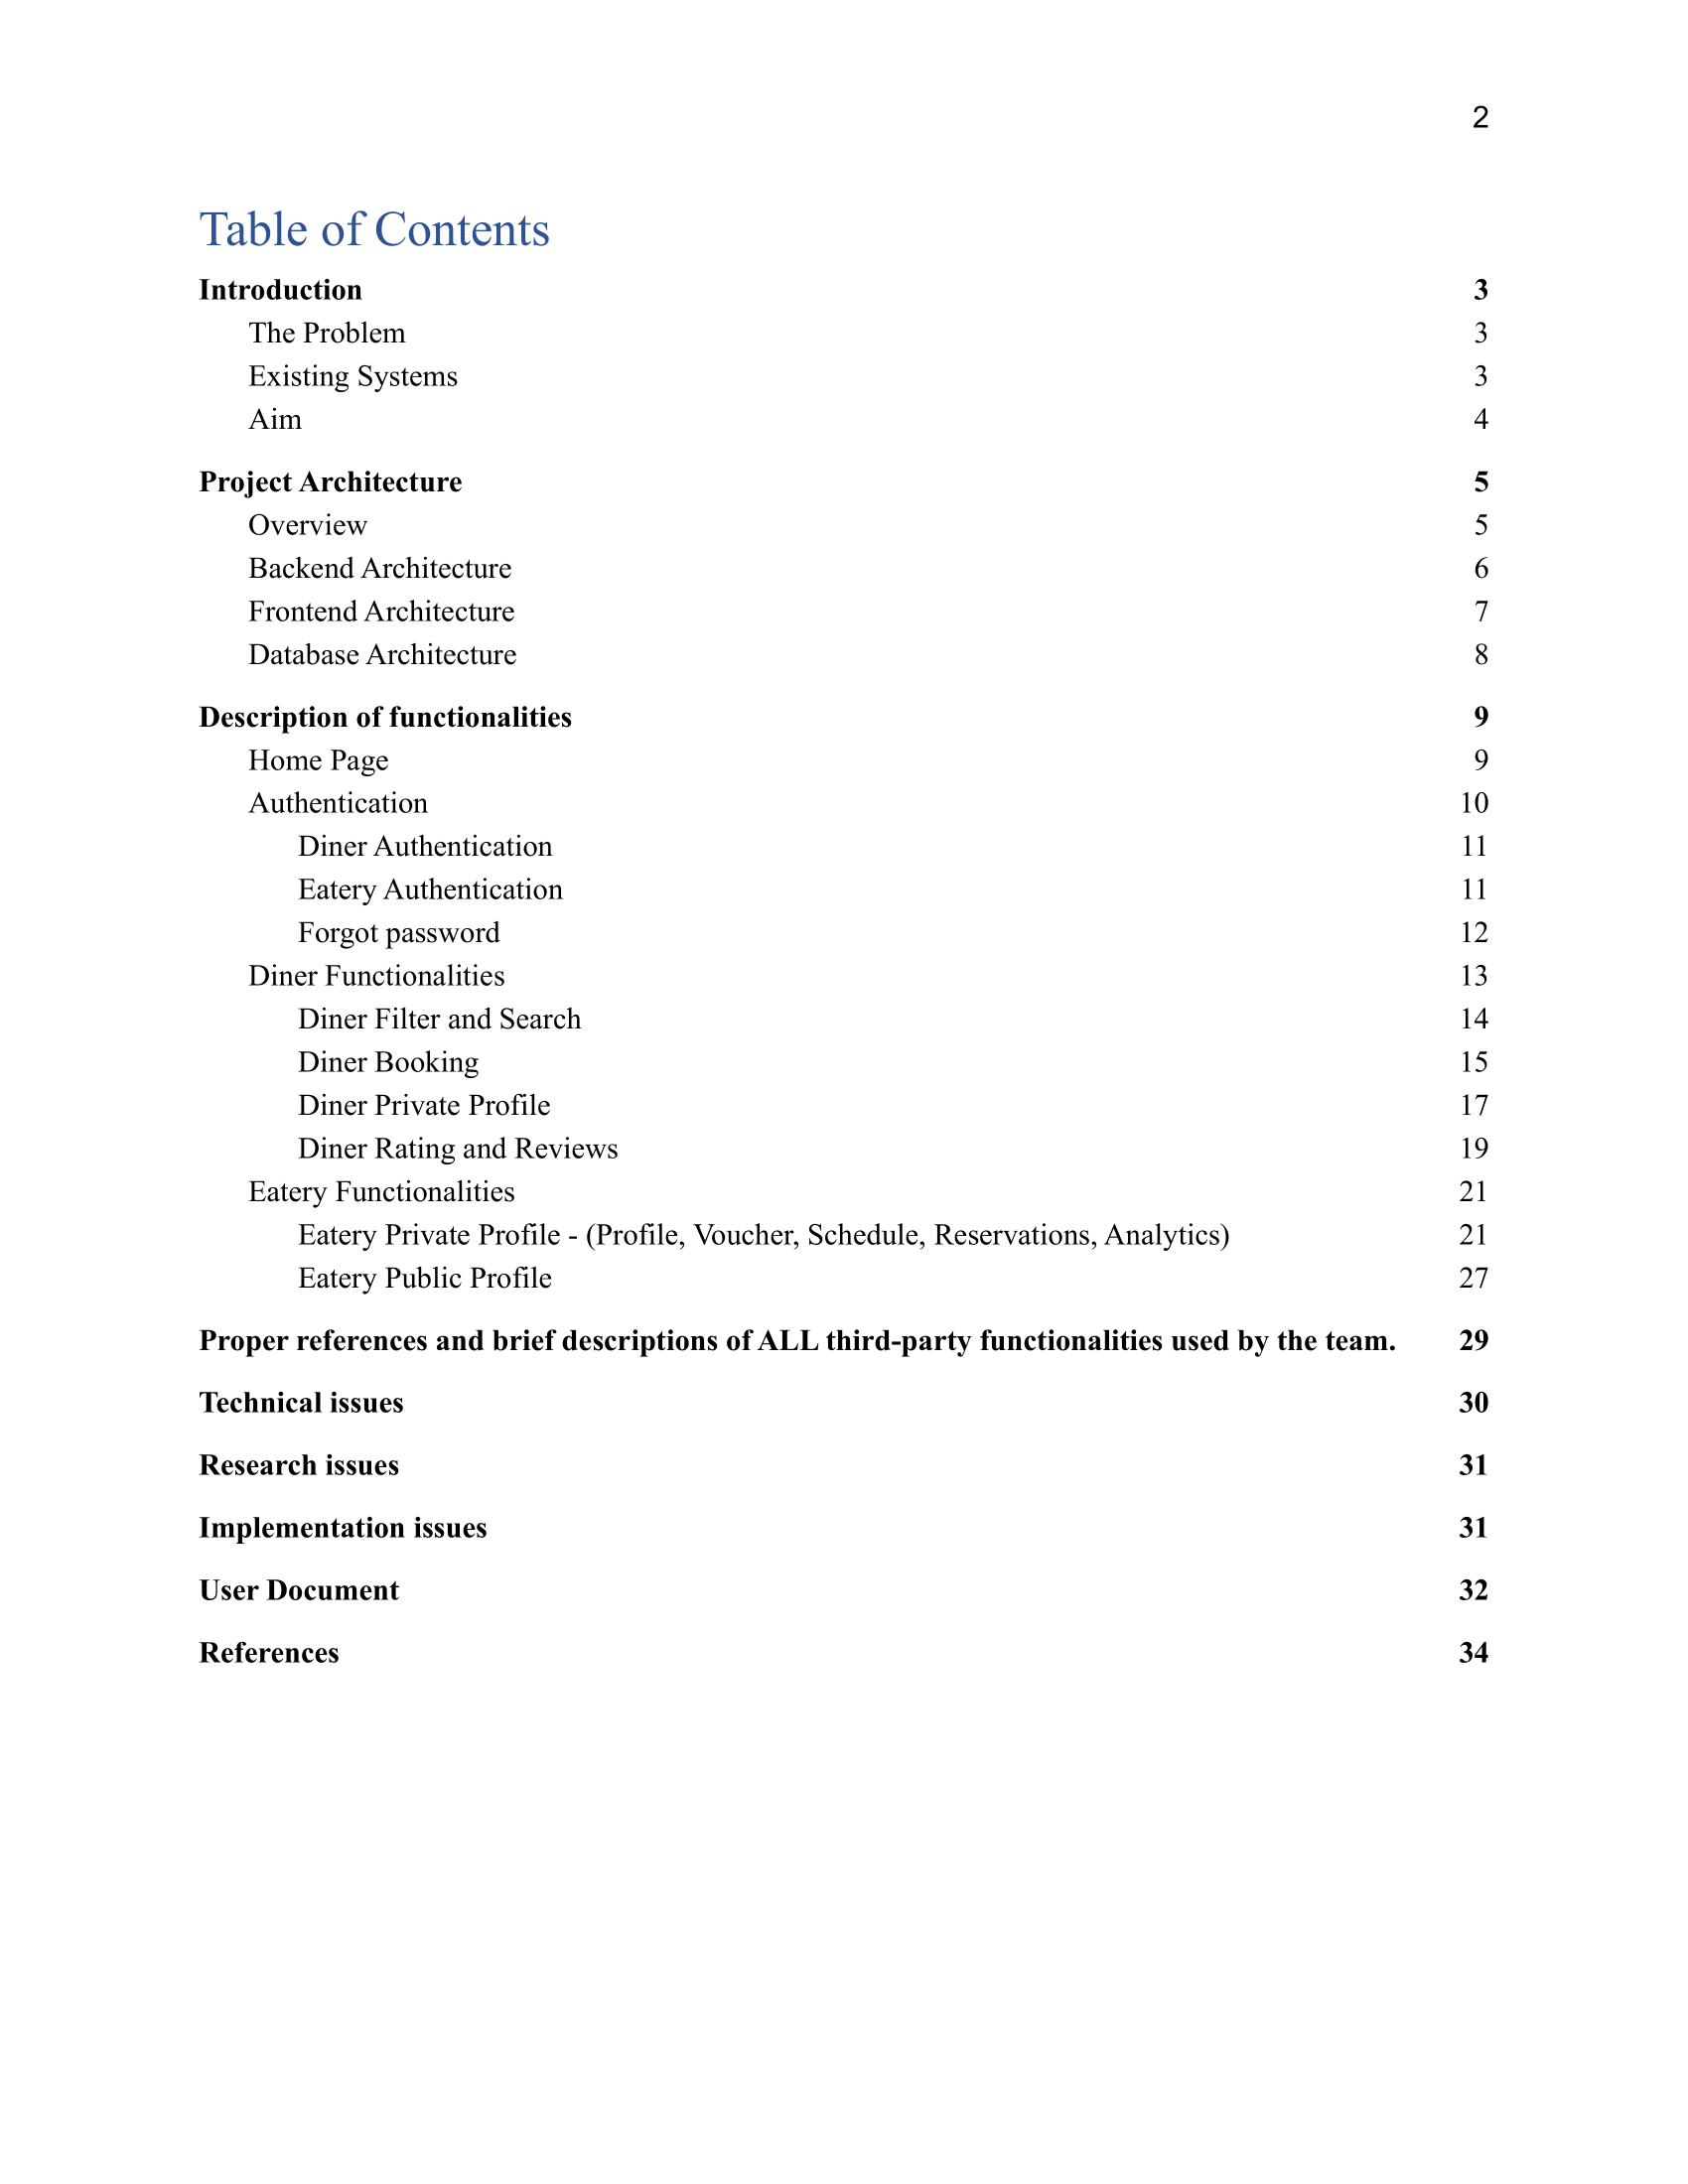 2
Table of Contents
Introduction 3
The Problem 3
Existing Systems 3
Aim 4
Project Architecture 5
Overview 5
Backend Architecture 6
Frontend Architecture 7
Database Architecture 8
Description of functionalities 9
Home Page 9
Authentication 10
Diner Authentication 11
Eatery Authentication 11
Forgot password 12
Diner Functionalities 13
Diner Filter and Search 14
Diner Booking 15
Diner Private Profile 17
Diner Rating and Reviews 19
Eatery Functionalities 21
Eatery Private Profile - (Profile, Voucher, Schedule, Reservations, Analytics) 21
Eatery Public Profile 27
Proper references and brief descriptions of ALL third-party functionalities used by the team. 29
Technical issues 30
Research issues 31
Implementation issues 31
User Document 32
References 34